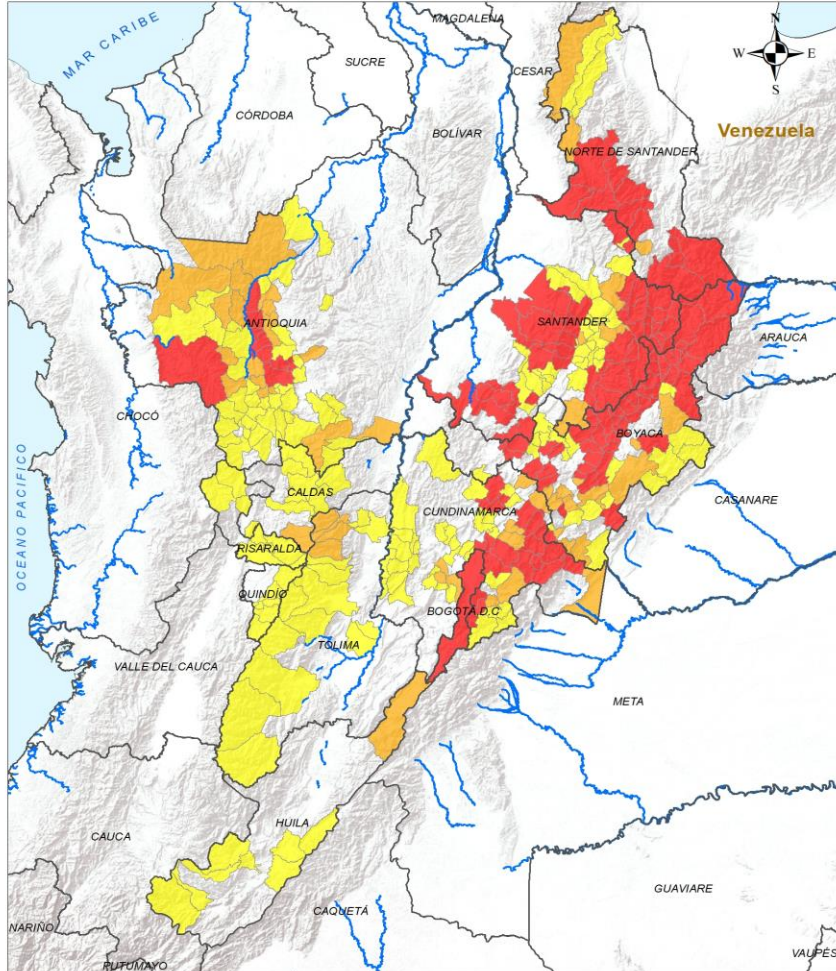 MAGDALENA
MAR CARIBE
SUCRE
CESAR
N
W
E
S
CÓRDOBA
BOLÍVAR
Venezuela
NORTE DE SANTANDER
ANTIOQUIA
SANTANDER
ARAUCA
CHOCÓ
BOYACÁ
CALDAS
CASANARE
CUNDINAMARCA
OCEANO PACIFICO
RISARALDA
QUINDÍO
BOGOTÁ D.C
TOLIMA
VALLE DEL CAUCA
META
HUILA
CAUCA
GUAVIARE
CAQUETÁ
NARIÑO
VAUPÉS
PUTUMAYO